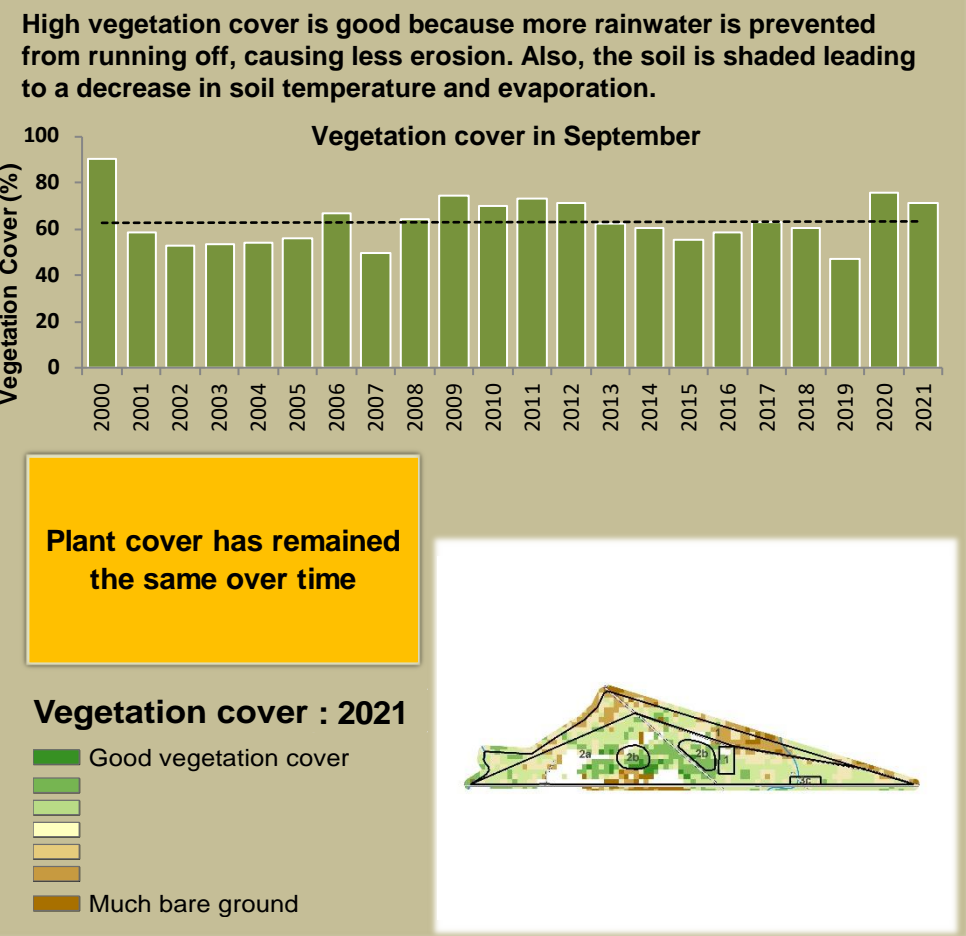 High vegetation cover is good because more rainwater is prevented
from running off, causing less erosion. Also, the soil is shaded leading
to a decrease in soil temperature and evaporation.
Vegetation cover in September
Vegetation Cover (%)
100
80
60
40
20
0
2000 2001 2002 2003 2004 2005 2006 2007 2008 2009 2010 2011 2012 2013 2014 2015 2016 2017 2018 2019 2020 2021
Plant cover has remained
the same over time
Vegetation cover : 2021
Good vegetation cover
Much bare ground
2a
2b
2b
1